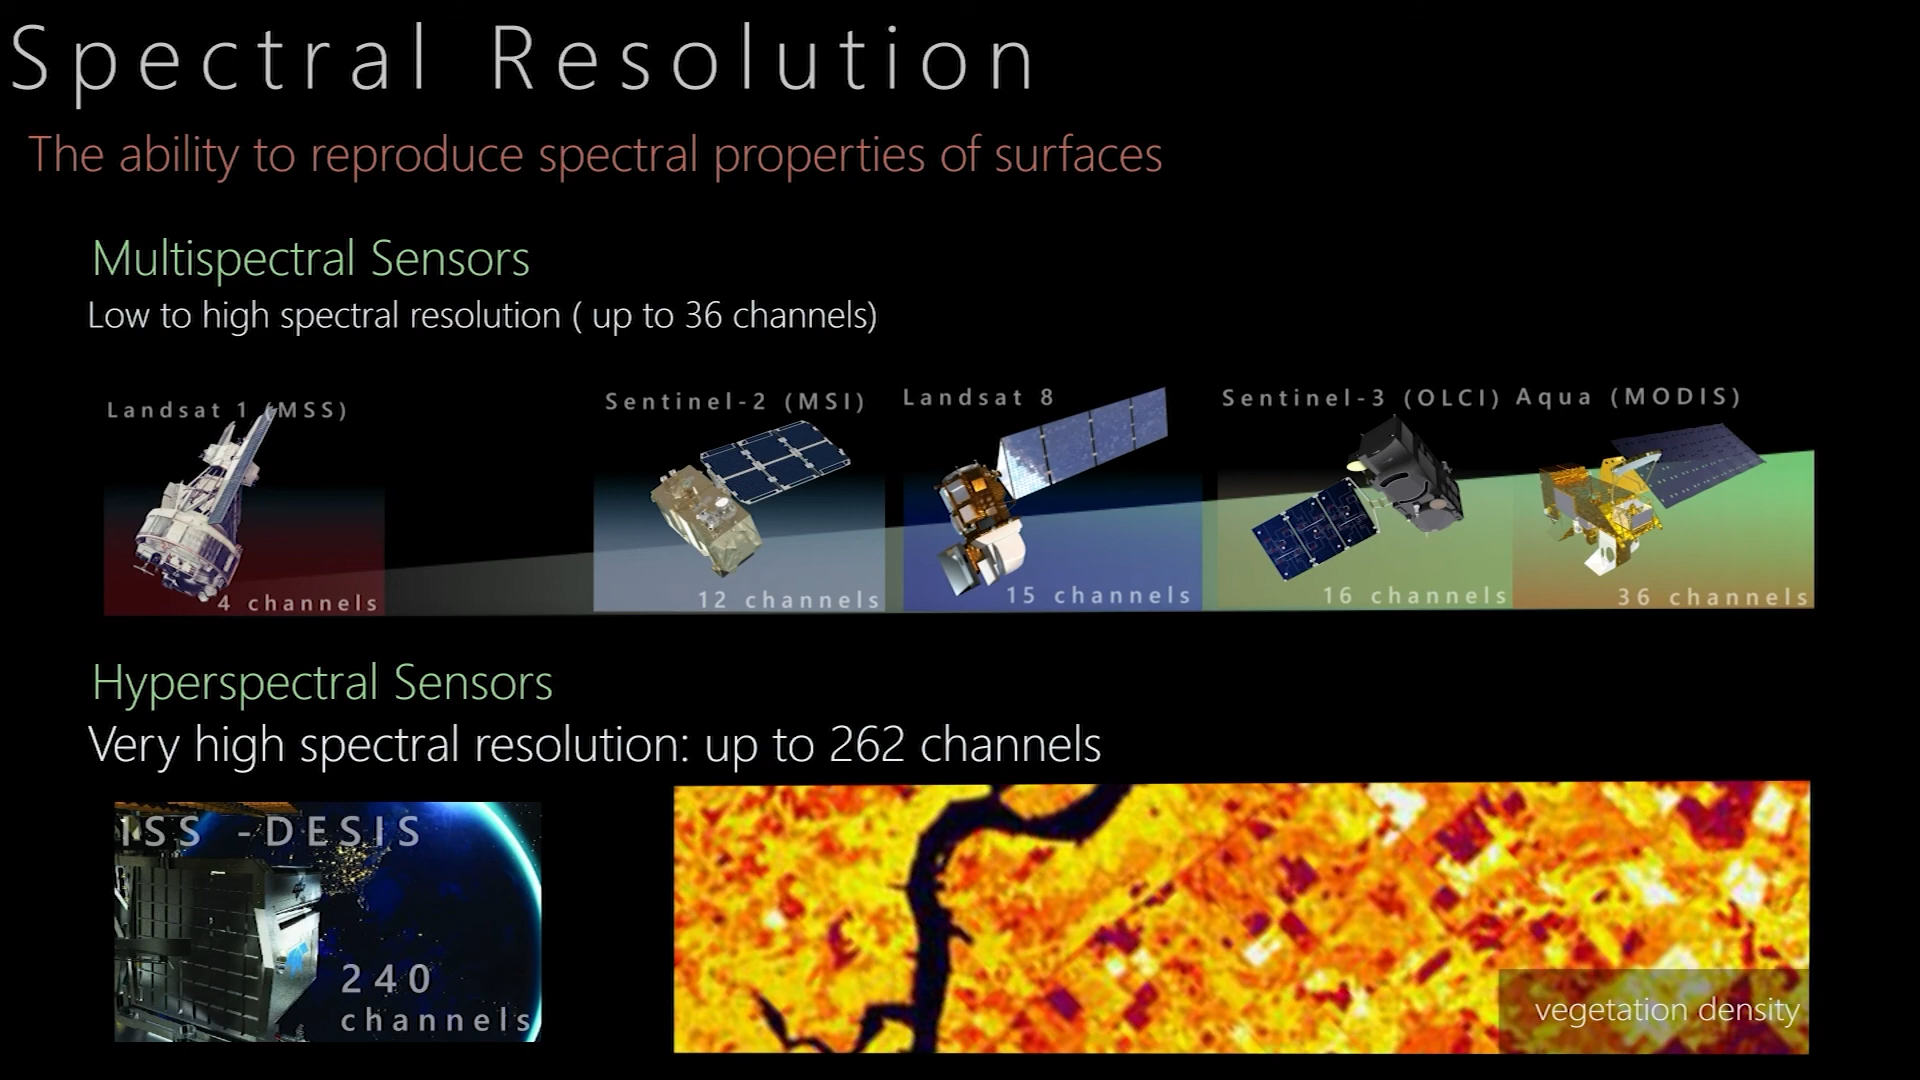 Spectral Resolution
The ability to reproduce spectral properties of surfaces
Multispectral Sensors
Low to high spectral resolution ( up to 36 channels)
Landsat 1 (MSS)
4 channels
Sentinel-2 (MSI)
12 channels
Landsat 8
15 channels
Sentinel-3 (OLCI)
16 channels
Aqua (MODIS)
36 channels
Hyperspectral Sensors
Very high spectral resolution: up to 262 channels
ISS -DESIS
240
channels
vegetation density